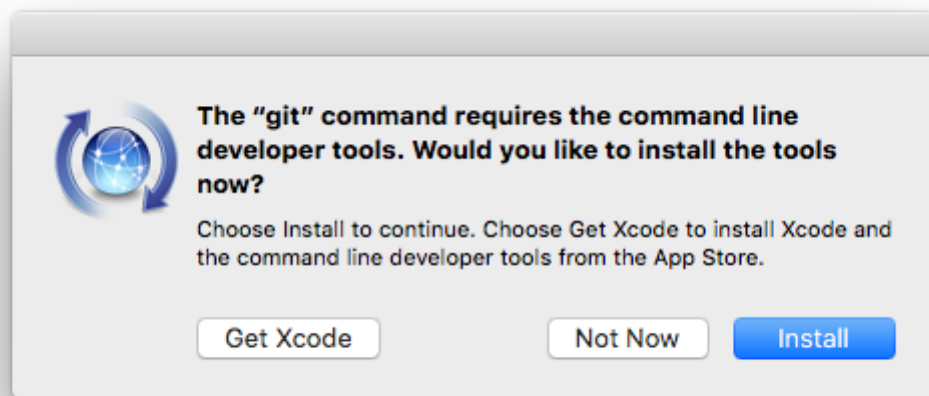 The “git” command requires the command line
developer tools. Would you like to install the tools
now?
Choose Install to continue. Choose Get Xcode to install Xcode and
the command line developer tools from the App Store.
Get Xcode
Not Now
Install